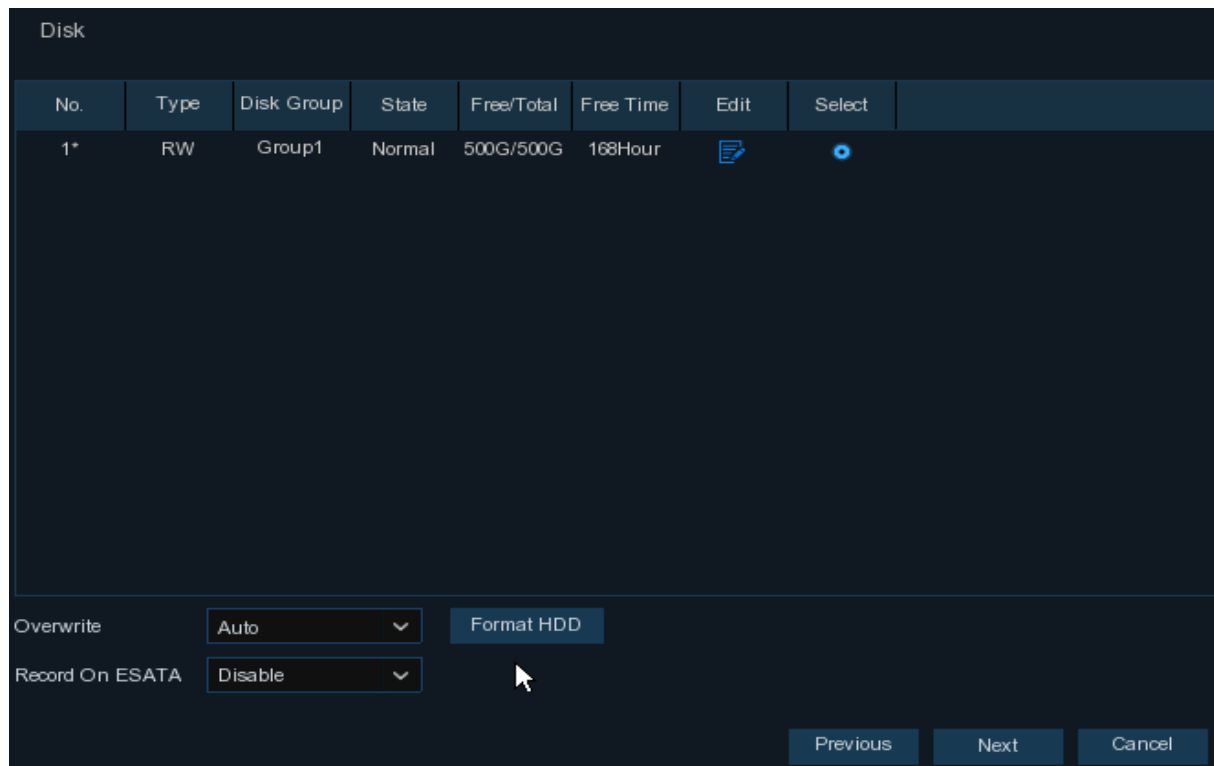 Disk
No. Type Disk Group State Free/Total Free Time Edit Select
1* RW Group1 Normal 500G/500G 168Hour
Overwrite Auto Format HDD
Record On ESATA Disable
Previous Next Cancel